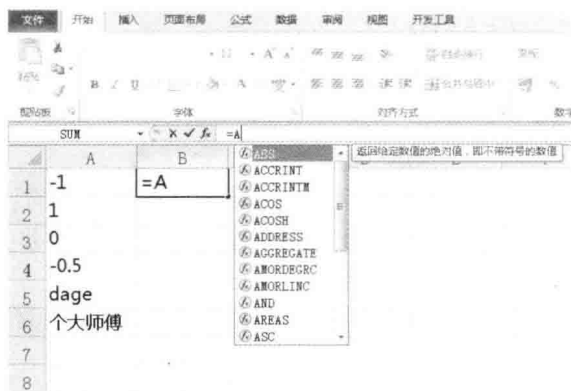 文件 开始 插入 页面布局 公式 数据 审阅 视图 开发工具
B
字体 对齐方式
SUM =A
A B
1 -1 =A
2 1
3 0
4 -0.5
5 dage
6 个大师傅
7
8
ABS 返回给定数值的绝对值，即不带符号的数值
ACCRINT
ACCRINTM
ACOS
ACOSH
ADDRESS
AGGREGATE
AMORDEGRC
AMORLINC
AND
AREAS
ASC